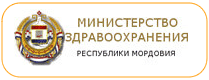 МИНИСТЕРСТВО
ЗДРАВООХРАНЕНИЯ
РЕСПУБЛИКИ МОРДОВИЯ